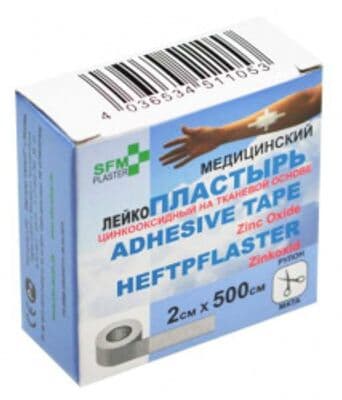 4 036534 511053
SFM
PLASTER
МЕДИЦИНСКИЙ
ЛЕЙКОПЛАСТЫРЬ
ЦИНКООКСИДНЫЙ НА ТКАНЕВОЙ ОСНОВЕ
ADHESIVE TAPE
Zinc Oxide
HEFTPFLASTER
Zinkoxid
2см х 500см
РУЛОН